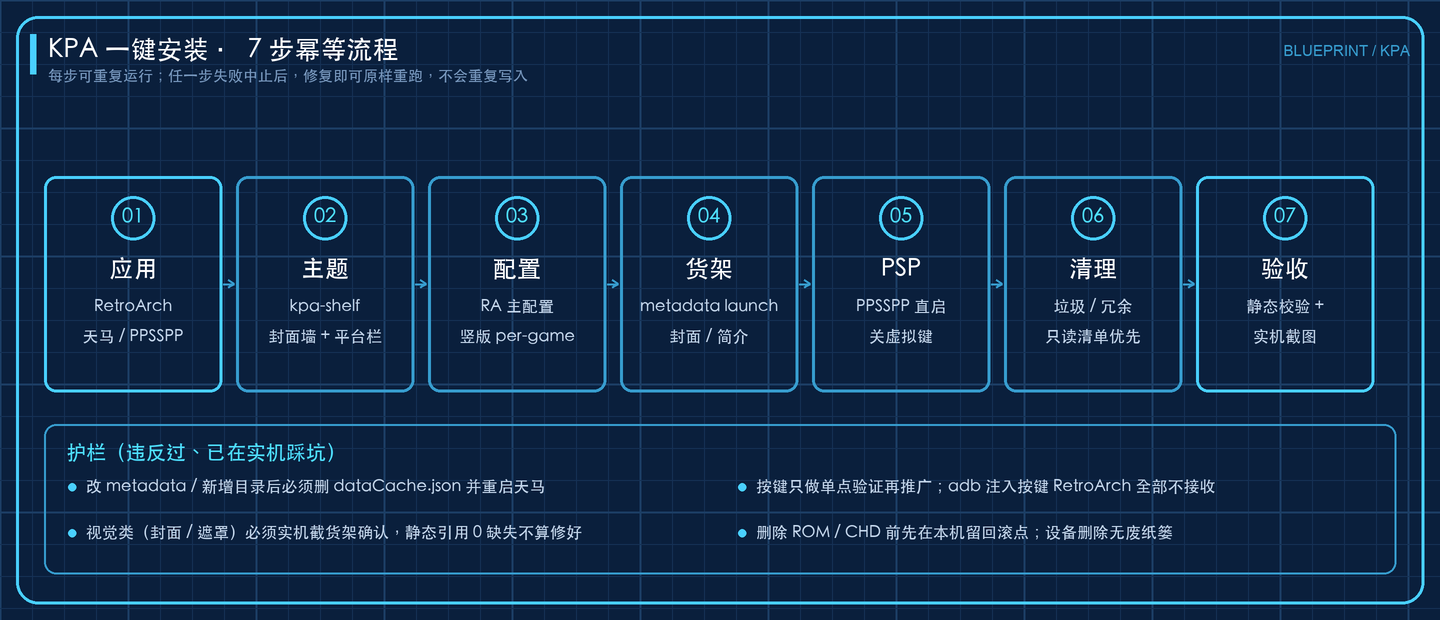 KPA 一键安装 · 7 步幂等流程
BLUEPRINT / KPA
每步可重复运行；任一步失败中止后，修复即可原样重跑，不会重复写入
01
应用
RetroArch
天马 / PPSSPP
02
主题
kpa-shelf
封面墙 + 平台栏
03
配置
RA 主配置
竖版 per-game
04
货架
metadata launch
封面 / 简介
05
PSP
PPSSPP 直启
关虚拟键
06
清理
垃圾 / 冗余
只读清单优先
07
验收
静态校验 +
实机截图
护栏（违反过、已在实机踩坑）
改 metadata / 新增目录后必须删 dataCache.json 并重启天马
按键只做单点验证再推广；adb 注入按键 RetroArch 全部不接收
视觉类（封面 / 遮罩）必须实机截货架确认，静态引用 0 缺失不算修好
删除 ROM / CHD 前先在本机留回滚点；设备删除无废纸篓